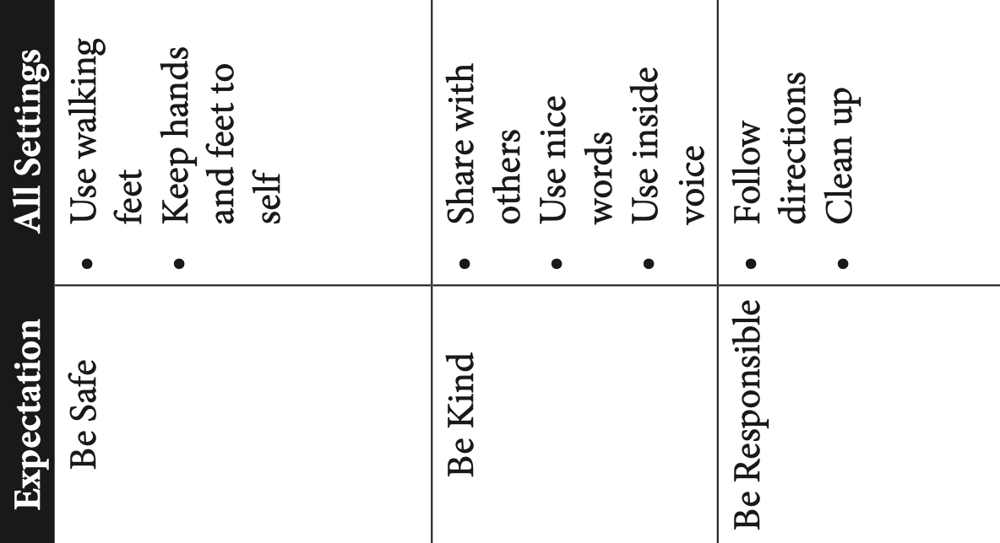 Expectation All Settings
Be Safe
• Use walking
feet
• Keep hands
and feet to
self
Be Kind
• Share with
others
• Use nice
words
• Use inside
voice
Be Responsible
• Follow
directions
• Clean up